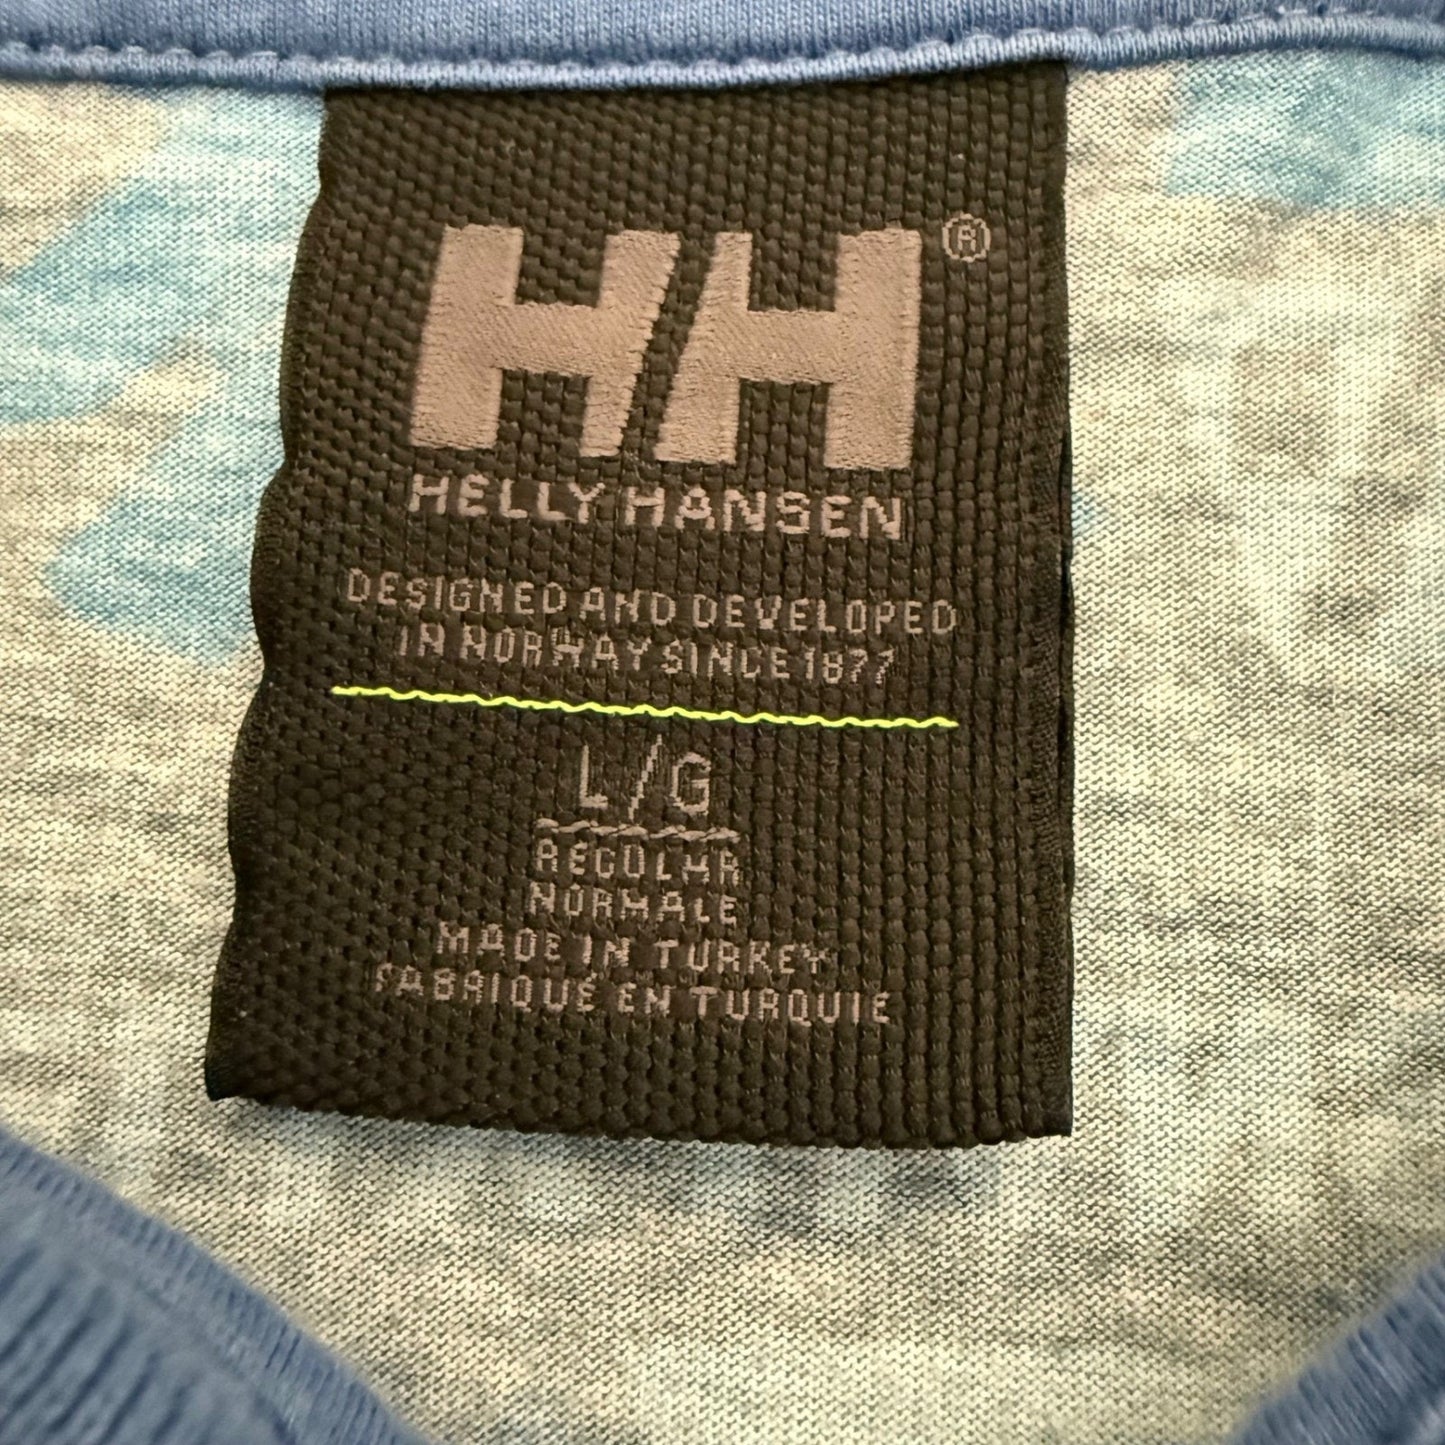 HH®
HELLY HANSEN
DESIGNED AND DEVELOPED
IN NORWAY SINCE 1877
L/G
REGULAR
NORMALE
MADE IN TURKEY
FABRIQUÉ EN TURQUIE